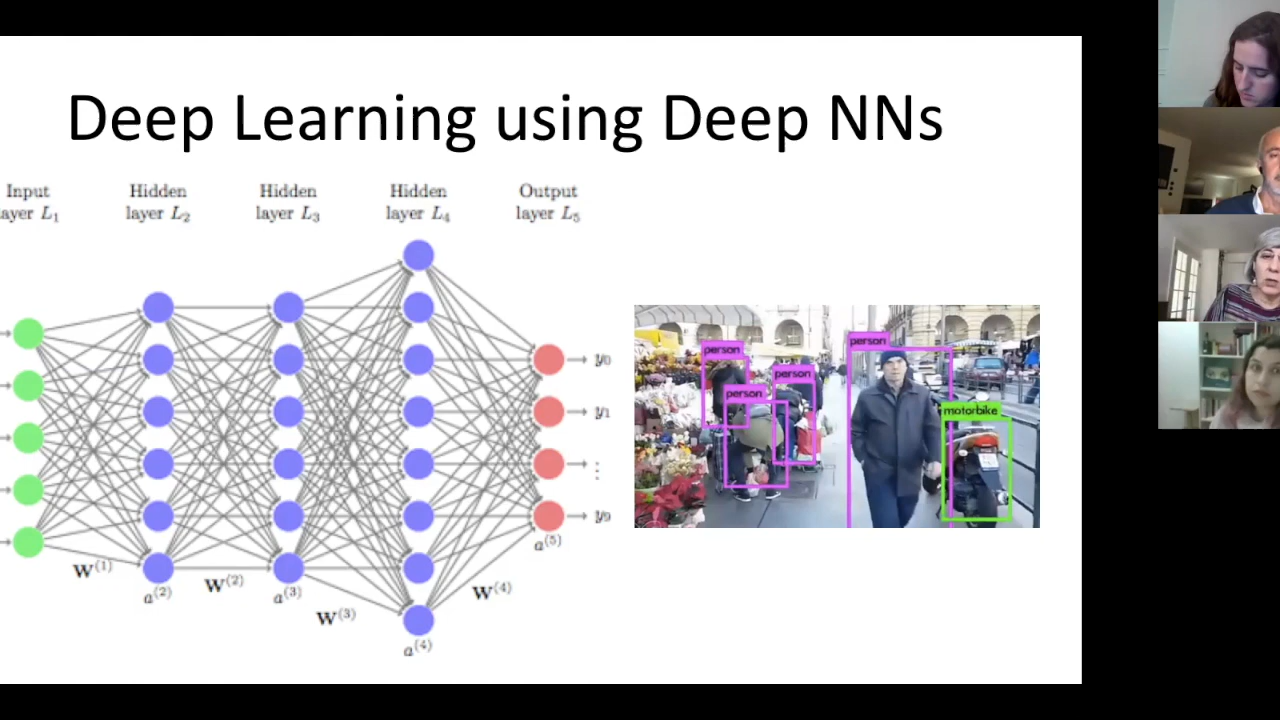 Deep Learning using Deep NNs
Input
layer L₁
Hidden
layer L₂
Hidden
layer L₃
Hidden
layer L₄
Output
layer L₅
y₀
y₁
⋮
y₉
W⁽¹⁾
a⁽²⁾
W⁽²⁾
a⁽³⁾
W⁽³⁾
a⁽⁴⁾
W⁽⁴⁾
a⁽⁵⁾
person
person
person
person
motorbike